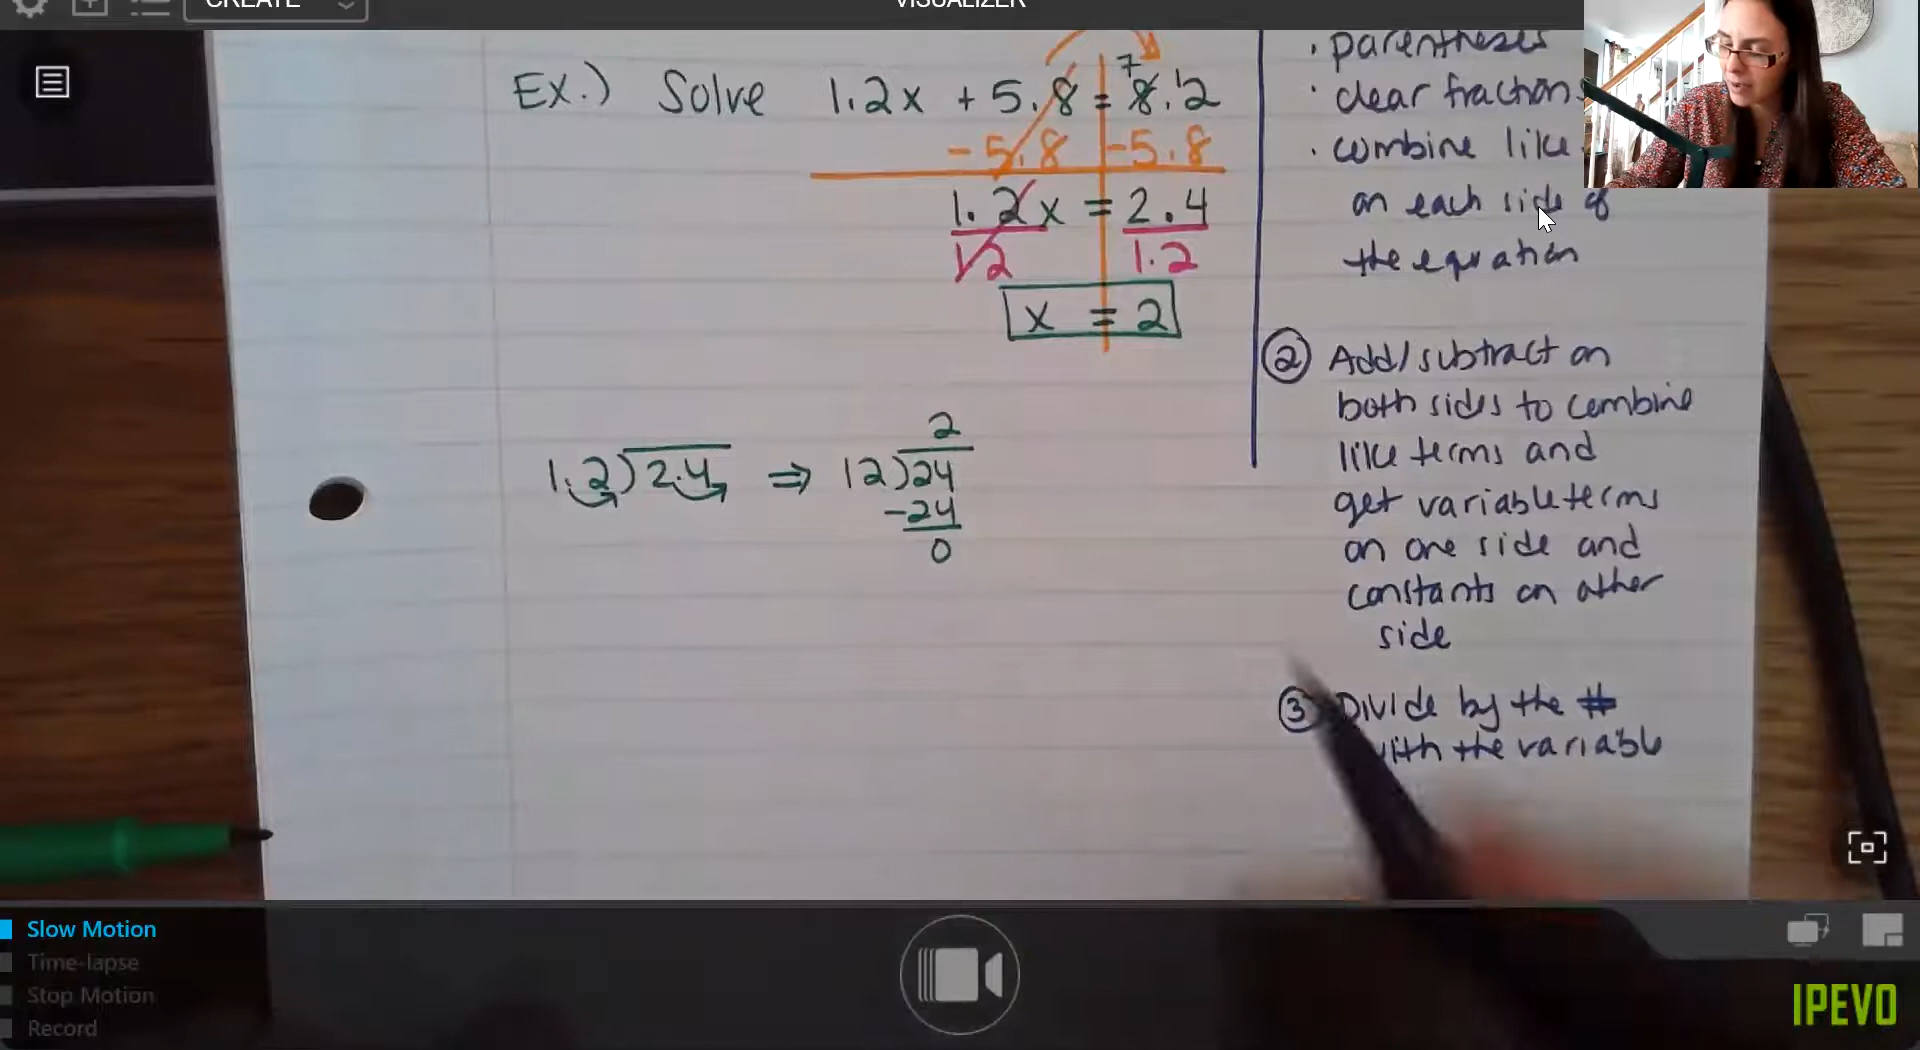 CREATE
VISUALIZER
Ex.) Solve 1.2x + 5.8 = 8.2
7 1
-5.8 -5.8
1.2x = 2.4
1.2 1.2
x = 2
1.2)2.4 ⇒ 12)24
2
-24
0
• parentheses
• clear fractions
• combine like
on each side of
the equation
② Add/subtract on
both sides to combine
like terms and
get variable terms
on one side and
constants on other
side
③ Divide by the #
with the variable
Slow Motion
Time-lapse
Stop Motion
Record
IPEVO